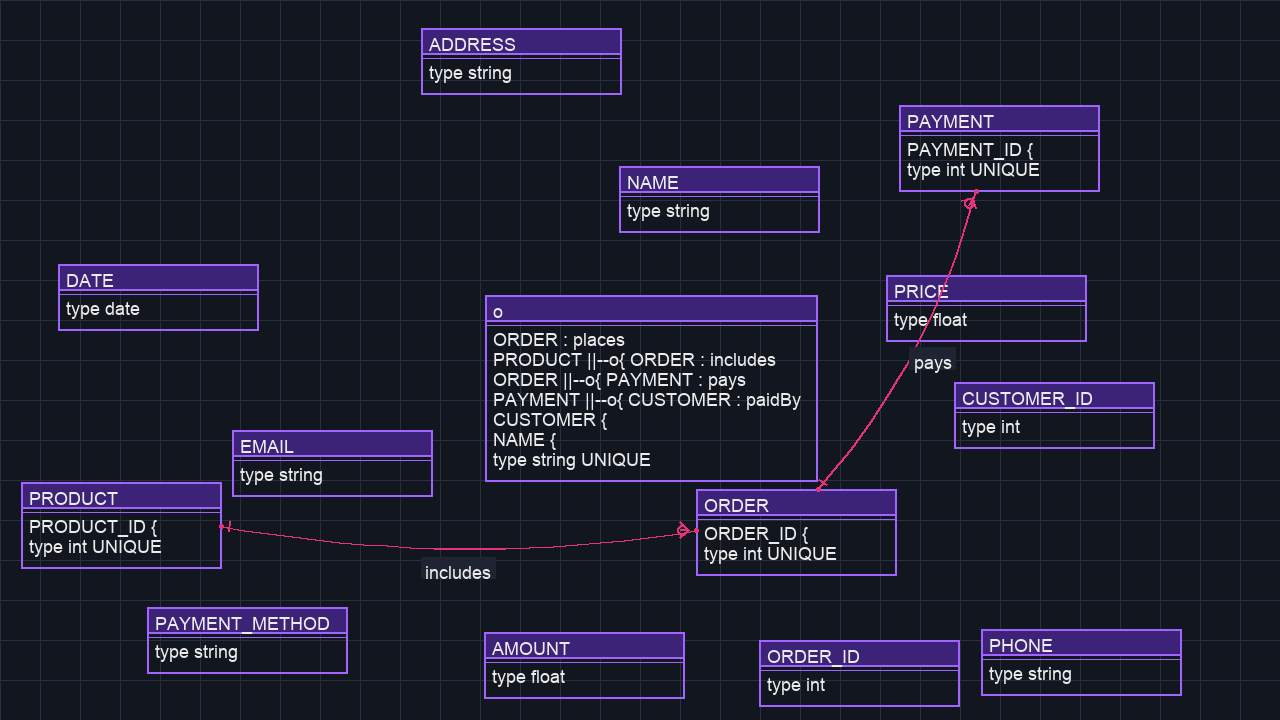 ADDRESS
type string
PAYMENT
PAYMENT_ID {
type int UNIQUE
NAME
type string
DATE
type date
PRICE
type float
o
ORDER : places
PRODUCT ||--o{ ORDER : includes
ORDER ||--o{ PAYMENT : pays
PAYMENT ||--o{ CUSTOMER : paidBy
CUSTOMER {
NAME {
type string UNIQUE
pays
CUSTOMER_ID
type int
EMAIL
type string
PRODUCT
PRODUCT_ID {
type int UNIQUE
ORDER
ORDER_ID {
type int UNIQUE
includes
PAYMENT_METHOD
type string
AMOUNT
type float
ORDER_ID
type int
PHONE
type string